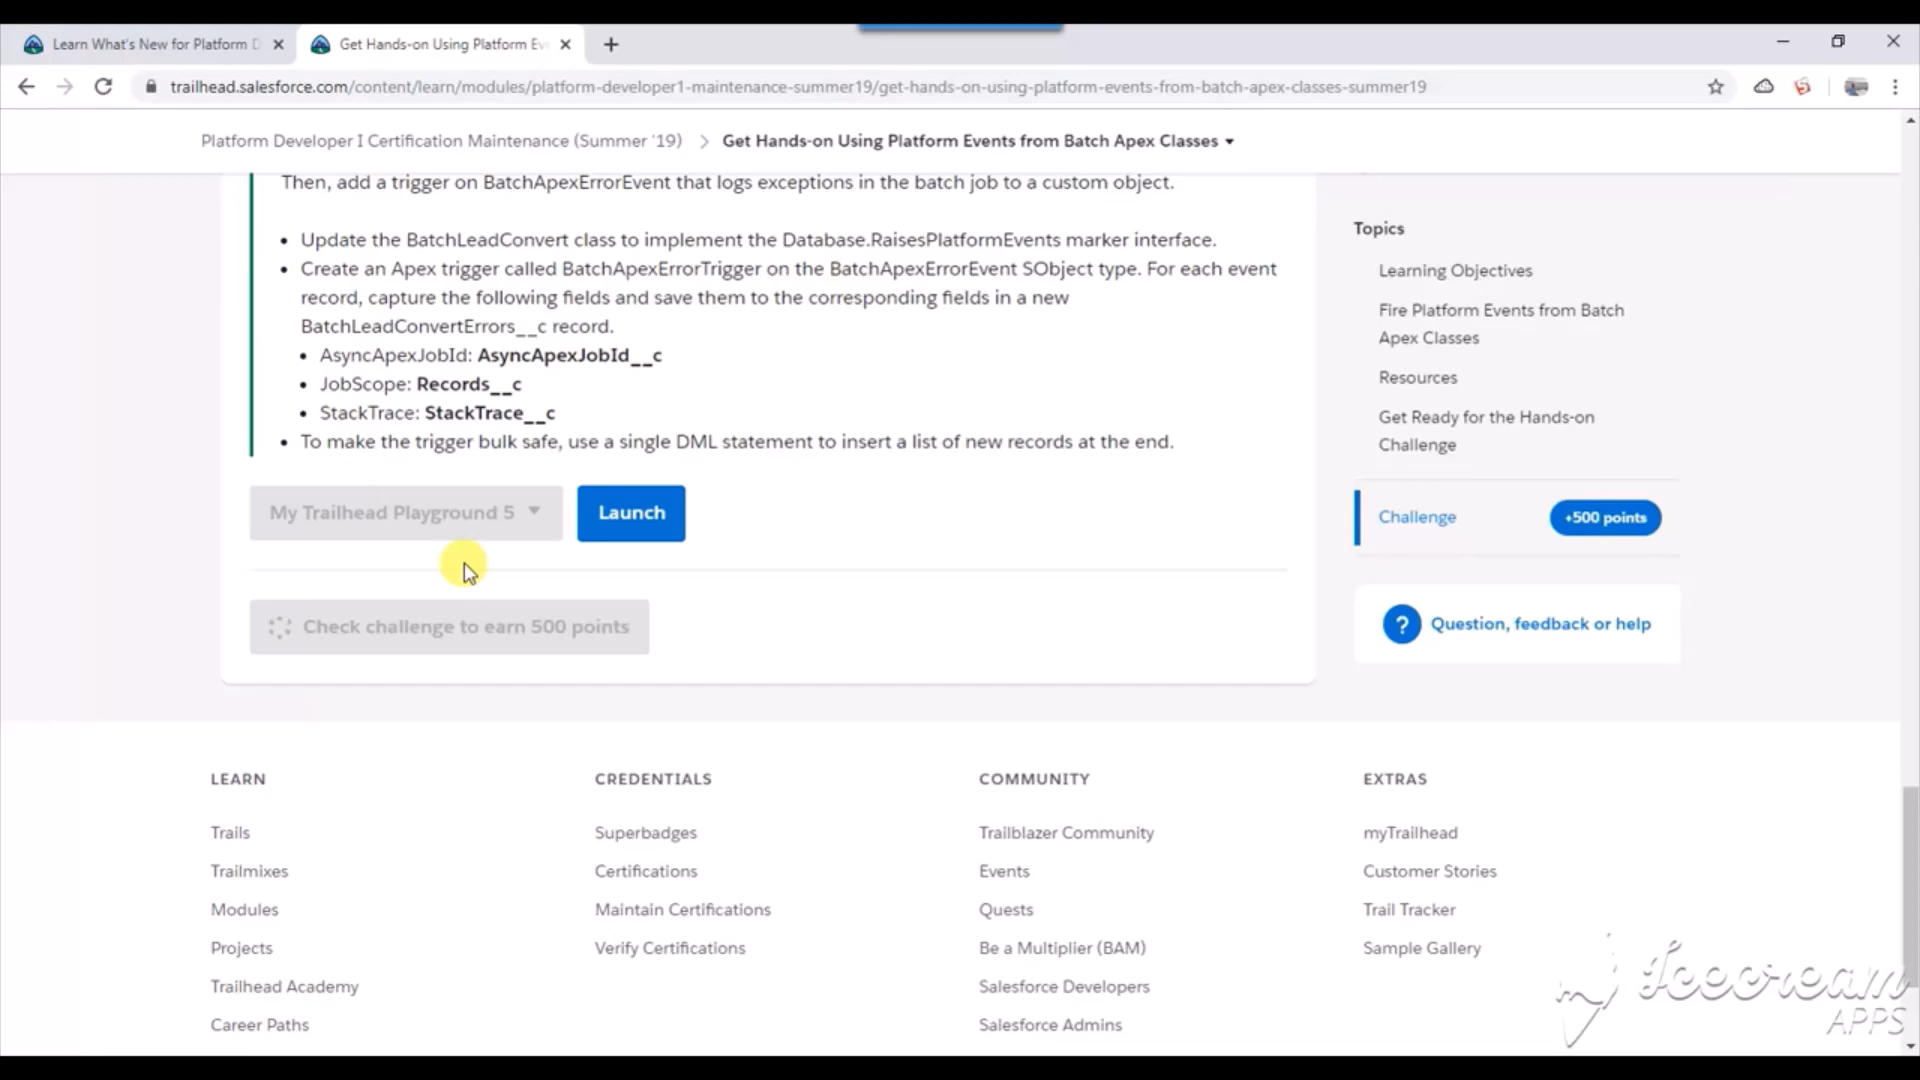 Learn What's New for Platform D
Get Hands-on Using Platform Eve
trailhead.salesforce.com/content/learn/modules/platform-developer1-maintenance-summer19/get-hands-on-using-platform-events-from-batch-apex-classes-summer19
Platform Developer I Certification Maintenance (Summer '19) > Get Hands-on Using Platform Events from Batch Apex Classes
Then, add a trigger on BatchApexErrorEvent that logs exceptions in the batch job to a custom object.
• Update the BatchLeadConvert class to implement the Database.RaisesPlatformEvents marker interface.
• Create an Apex trigger called BatchApexErrorTrigger on the BatchApexErrorEvent SObject type. For each event
record, capture the following fields and save them to the corresponding fields in a new
BatchLeadConvertErrors__c record.
• AsyncApexJobId: AsyncApexJobId__c
• JobScope: Records__c
• StackTrace: StackTrace__c
• To make the trigger bulk safe, use a single DML statement to insert a list of new records at the end.
My Trailhead Playground 5
Launch
Check challenge to earn 500 points
Topics
Learning Objectives
Fire Platform Events from Batch
Apex Classes
Resources
Get Ready for the Hands-on
Challenge
Challenge
+500 points
? Question, feedback or help
LEARN
Trails
Trailmixes
Modules
Projects
Trailhead Academy
Career Paths
CREDENTIALS
Superbadges
Certifications
Maintain Certifications
Verify Certifications
COMMUNITY
Trailblazer Community
Events
Quests
Be a Multiplier (BAM)
Salesforce Developers
Salesforce Admins
EXTRAS
myTrailhead
Customer Stories
Trail Tracker
Sample Gallery
Icecream
APPS